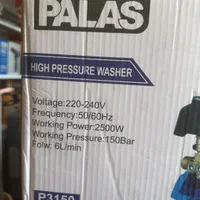 PALAS
HIGH PRESSURE WASHER
Voltage:220-240V
Frequency:50/60Hz
Working Power:2500W
Working Pressure:150Bar
Folw: 6L/min
P3150